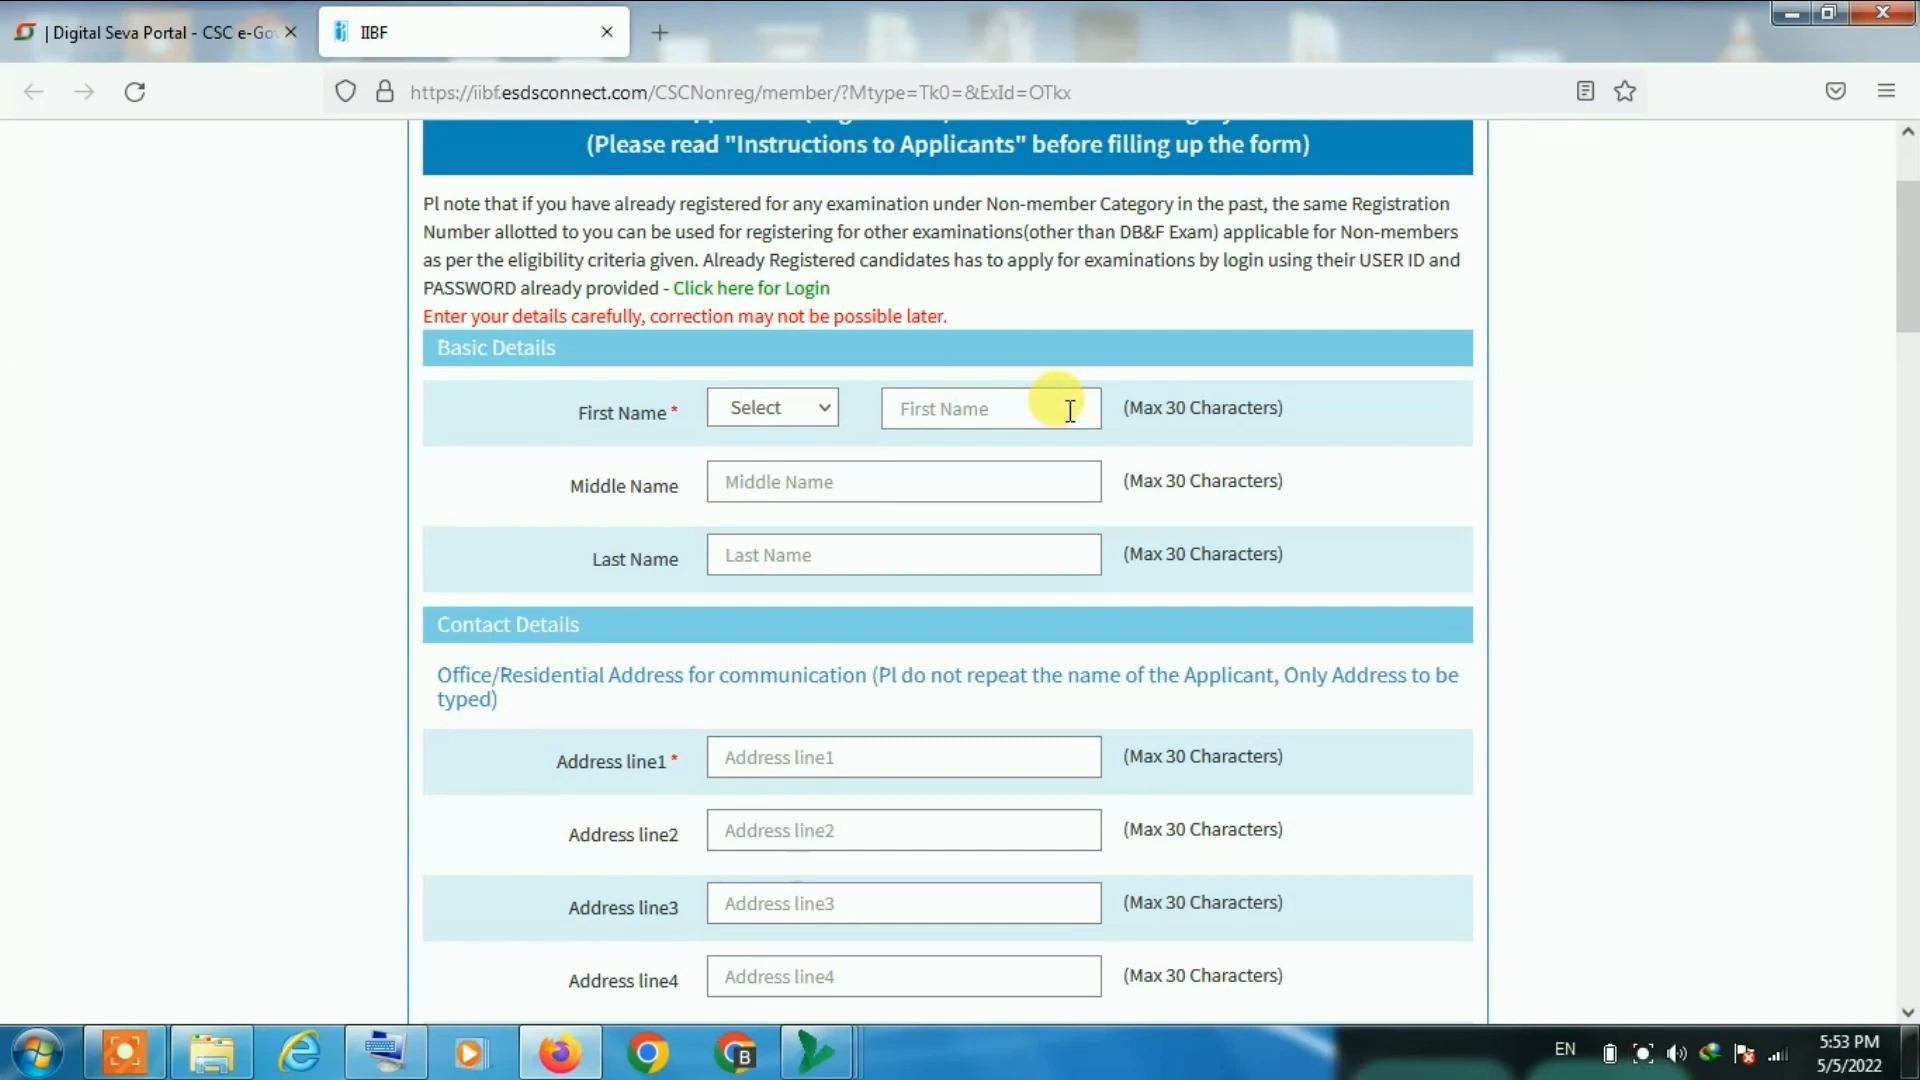 | Digital Seva Portal - CSC e-Gov
IIBF
https://iibf.esdsconnect.com/CSCNonreg/member/?Mtype=Tk0=&ExId=OTkx
(Please read "Instructions to Applicants" before filling up the form)
Pl note that if you have already registered for any examination under Non-member Category in the past, the same Registration
Number allotted to you can be used for registering for other examinations(other than DB&F Exam) applicable for Non-members
as per the eligibility criteria given. Already Registered candidates has to apply for examinations by login using their USER ID and
PASSWORD already provided - Click here for Login
Enter your details carefully, correction may not be possible later.
Basic Details
First Name * Select First Name (Max 30 Characters)
Middle Name Middle Name (Max 30 Characters)
Last Name Last Name (Max 30 Characters)
Contact Details
Office/Residential Address for communication (Pl do not repeat the name of the Applicant, Only Address to be
typed)
Address line1 * Address line1 (Max 30 Characters)
Address line2 Address line2 (Max 30 Characters)
Address line3 Address line3 (Max 30 Characters)
Address line4 Address line4 (Max 30 Characters)
B
EN
5:53 PM
5/5/2022